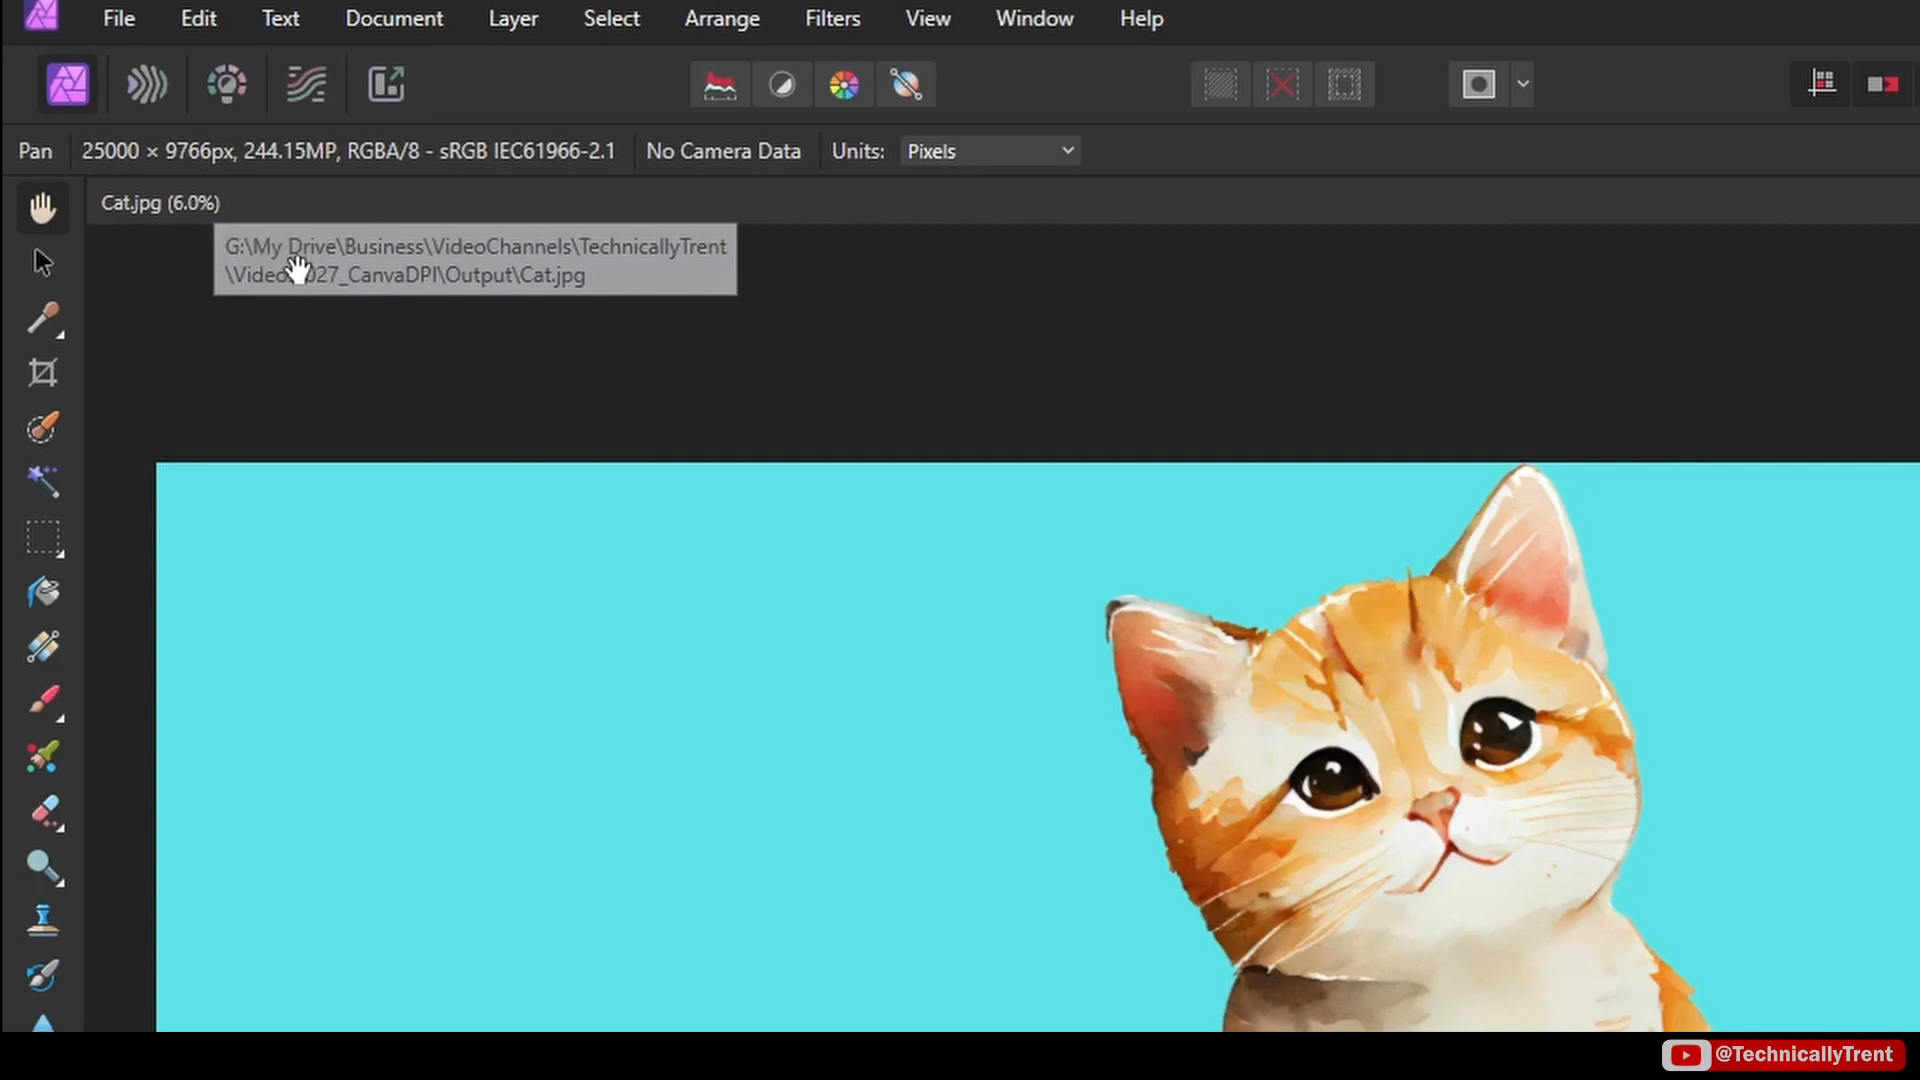 File Edit Text Document Layer Select Arrange Filters View Window Help
Pan 25000 × 9766px, 244.15MP, RGBA/8 - sRGB IEC61966-2.1 No Camera Data Units: Pixels
Cat.jpg (6.0%)
G:\My Drive\Business\VideoChannels\TechnicallyTrent
\Video 027_CanvaDPI\Output\Cat.jpg
@TechnicallyTrent